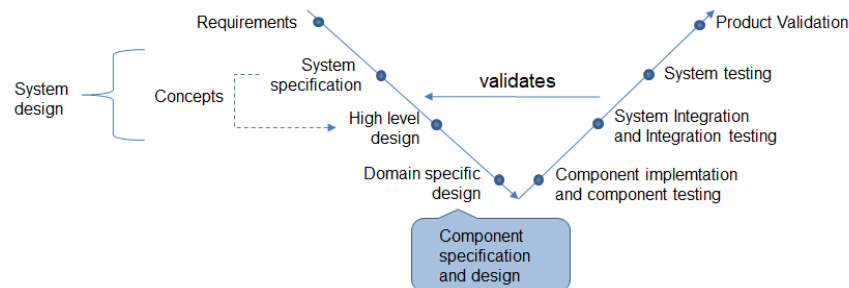 Requirements
Product Validation
System
specification
System testing
System
design
Concepts
validates
High level
design
System Integration
and Integration testing
Domain specific
design
Component implemtation
and component testing
Component
specification
and design